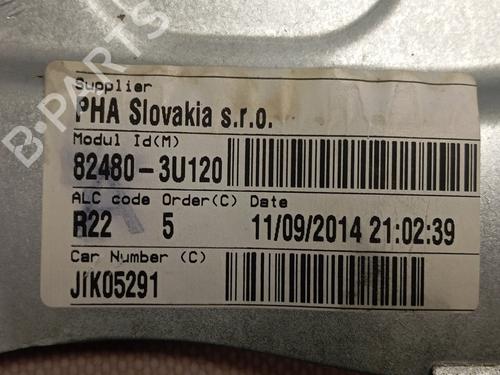 B-PARTS
Supplier
PHA Slovakia s.r.o.
Modul Id(M)
82480-3U120
ALC code Order(C) Date
R22 5 11/09/2014 21:02:39
Car Number (C)
JIK05291